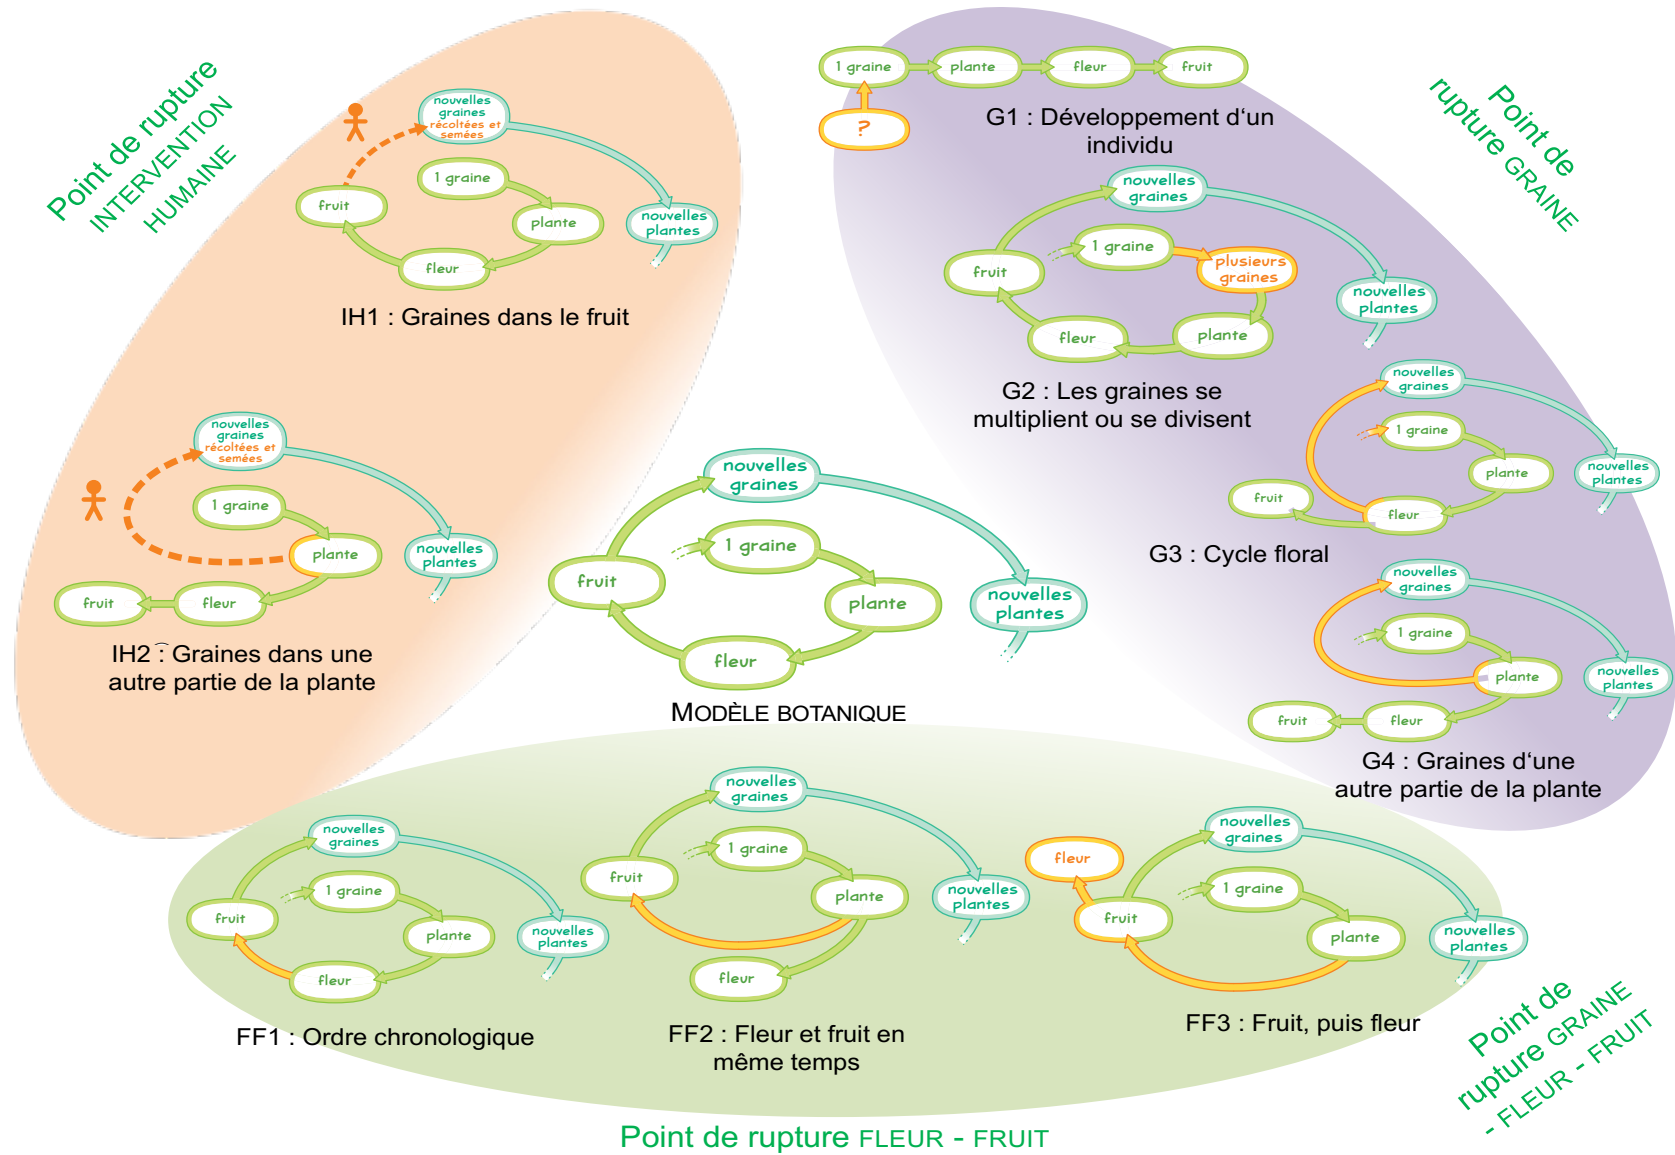 Point de rupture
INTERVENTION
HUMAINE
nouvelles
graines
récoltées et
semées
1 graine
fruit
plante
nouvelles
plantes
fleur
IH1 : Graines dans le fruit
nouvelles
graines
récoltées et
semées
1 graine
plante
nouvelles
plantes
fruit
fleur
IH2 : Graines dans une
autre partie de la plante
1 graine
plante
fleur
fruit
?
G1 : Développement d‘un
individu
Point de
rupture GRAINE
nouvelles
graines
1 graine
plusieurs
graines
fruit
nouvelles
plantes
fleur
plante
G2 : Les graines se
multiplient ou se divisent
nouvelles
graines
1 graine
plante
nouvelles
plantes
fruit
fleur
G3 : Cycle floral
nouvelles
graines
1 graine
plante
nouvelles
plantes
fruit
fleur
G4 : Graines d‘une
autre partie de la plante
nouvelles
graines
1 graine
fruit
plante
nouvelles
plantes
fleur
MODÈLE BOTANIQUE
nouvelles
graines
1 graine
fruit
plante
nouvelles
plantes
fleur
FF1 : Ordre chronologique
nouvelles
graines
1 graine
fruit
plante
nouvelles
plantes
fleur
FF2 : Fleur et fruit en
même temps
nouvelles
graines
fleur
1 graine
fruit
plante
nouvelles
plantes
FF3 : Fruit, puis fleur
Point de
rupture GRAINE
- FLEUR - FRUIT
Point de rupture FLEUR - FRUIT